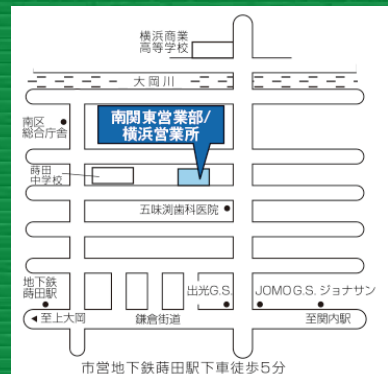 横浜商業
高等学校
大岡川
南区
総合庁舎
南関東営業部/
横浜営業所
蒔田
中学校
五味渕歯科医院
地下鉄
蒔田駅
出光G.S.
JOMO G.S.
ジョナサン
◀至上大岡
鎌倉街道
至関内駅
市営地下鉄蒔田駅下車徒歩5分